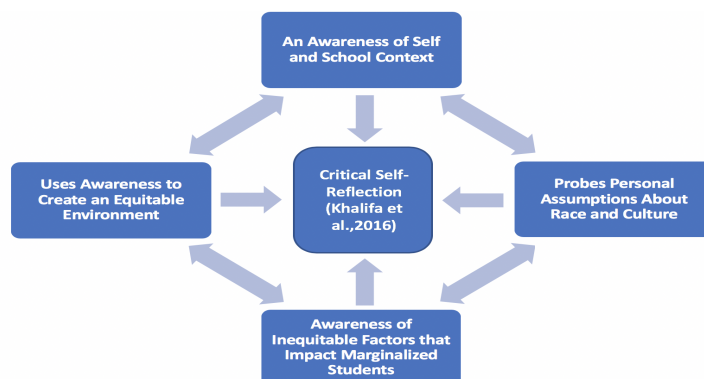 An Awareness of Self
and School Context
Uses Awareness to
Create an Equitable
Environment
Critical Self-
Reflection
(Khalifa et
al.,2016)
Probes Personal
Assumptions About
Race and Culture
Awareness of
Inequitable Factors that
Impact Marginalized
Students